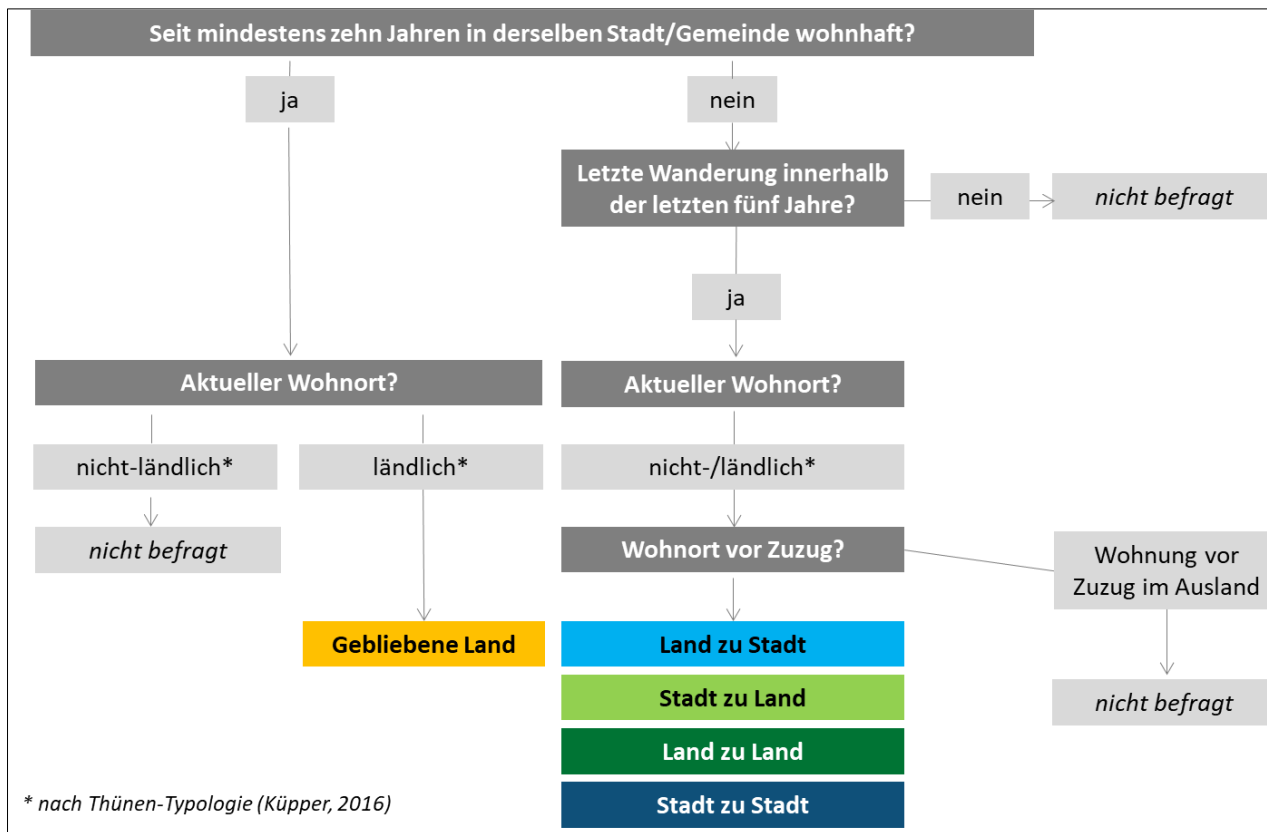 Seit mindestens zehn Jahren in derselben Stadt/Gemeinde wohnhaft?
ja
nein
Letzte Wanderung innerhalb
der letzten fünf Jahre?
nein
nicht befragt
ja
Aktueller Wohnort?
Aktueller Wohnort?
nicht-ländlich*
ländlich*
nicht-/ländlich*
nicht befragt
Wohnort vor Zuzug?
Wohnung vor
Zuzug im Ausland
Gebliebene Land
Land zu Stadt
Stadt zu Land
nicht befragt
Land zu Land
Stadt zu Stadt
* nach Thünen-Typologie (Küpper, 2016)